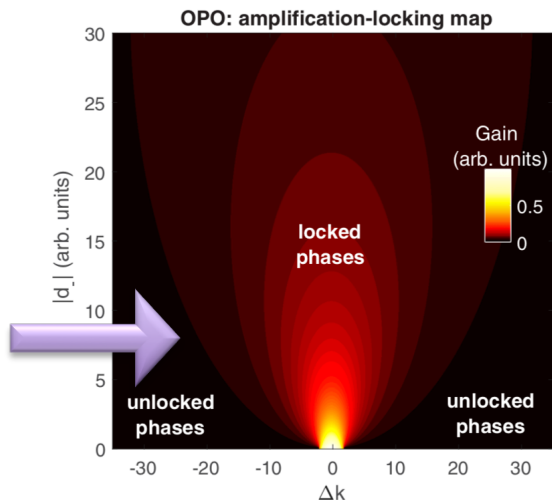 OPO: amplification-locking map
30
25
20
15
10
5
0
|d_-| (arb. units)
Gain
(arb. units)
0.5
0
locked
phases
unlocked
phases
unlocked
phases
-30
-20
-10
0
10
20
30
Δk